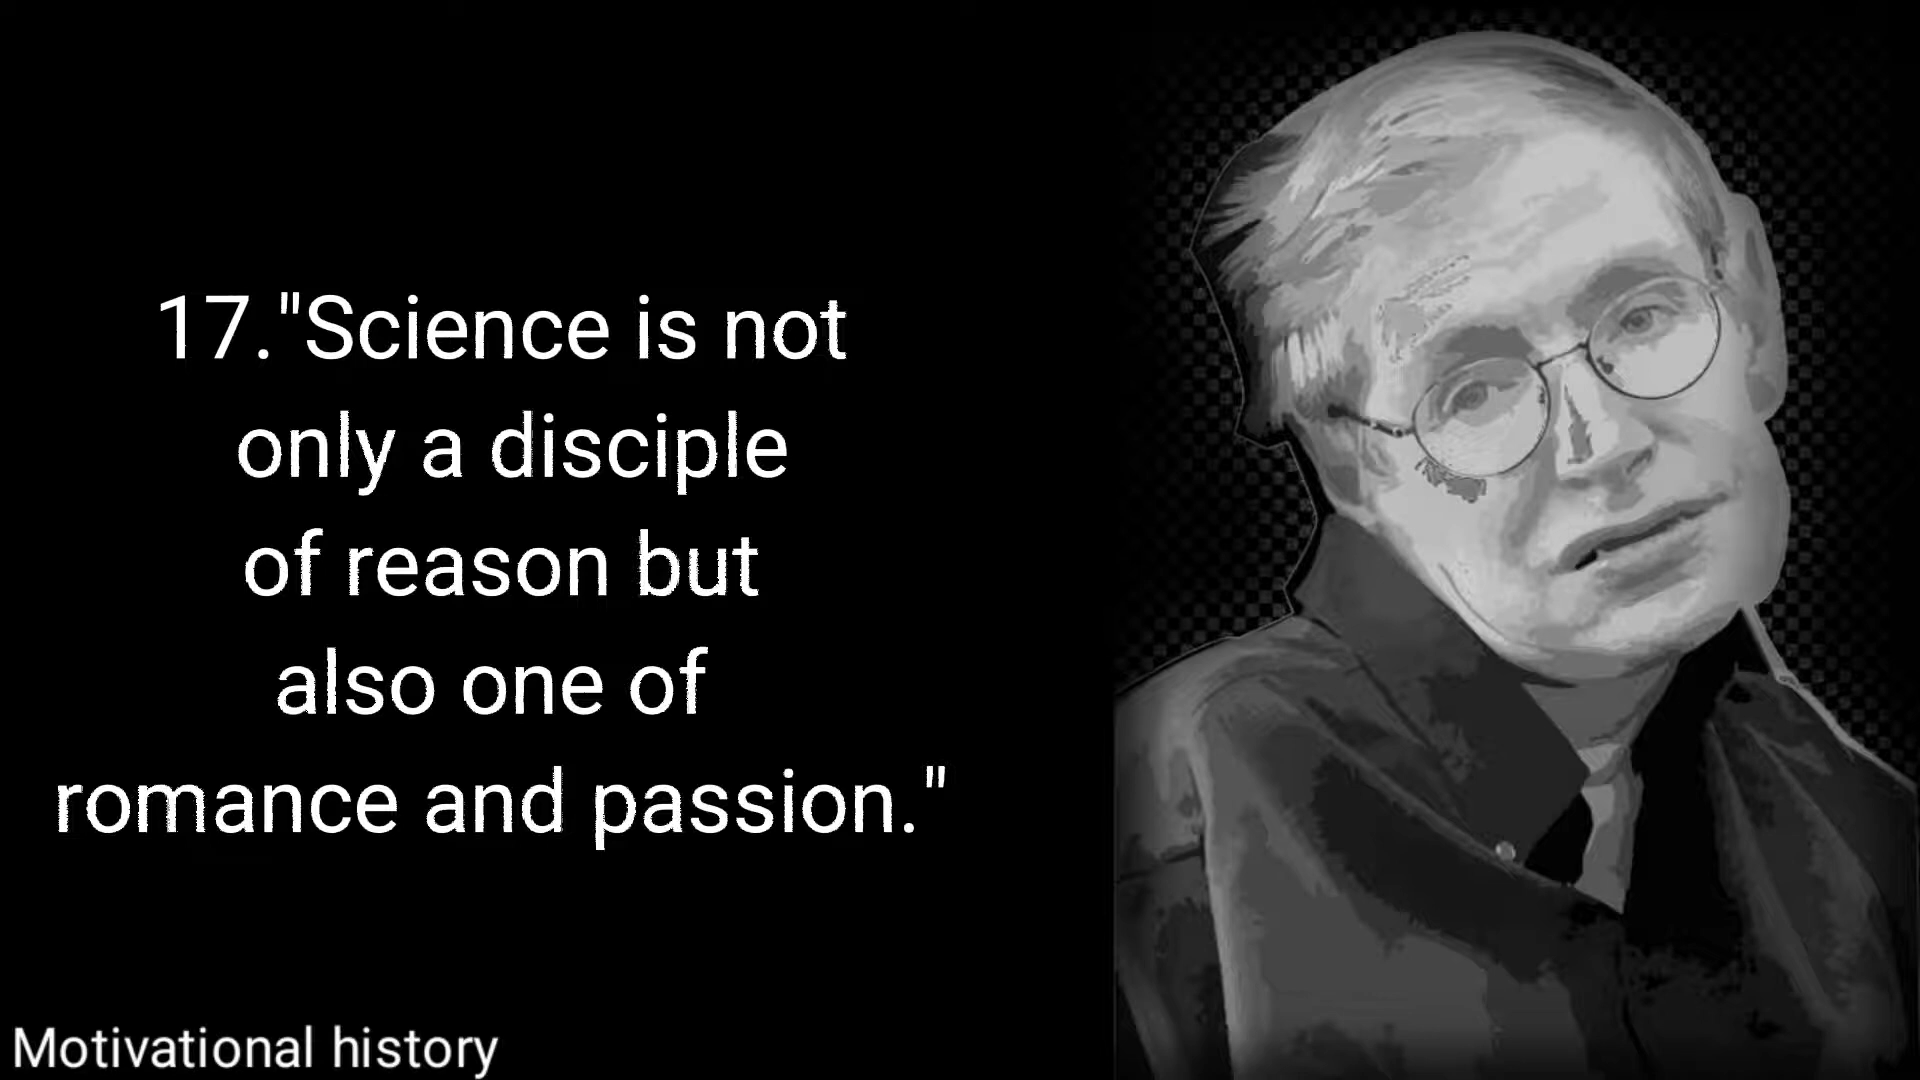 17."Science is not
only a disciple
of reason but
also one of
romance and passion."
Motivational history